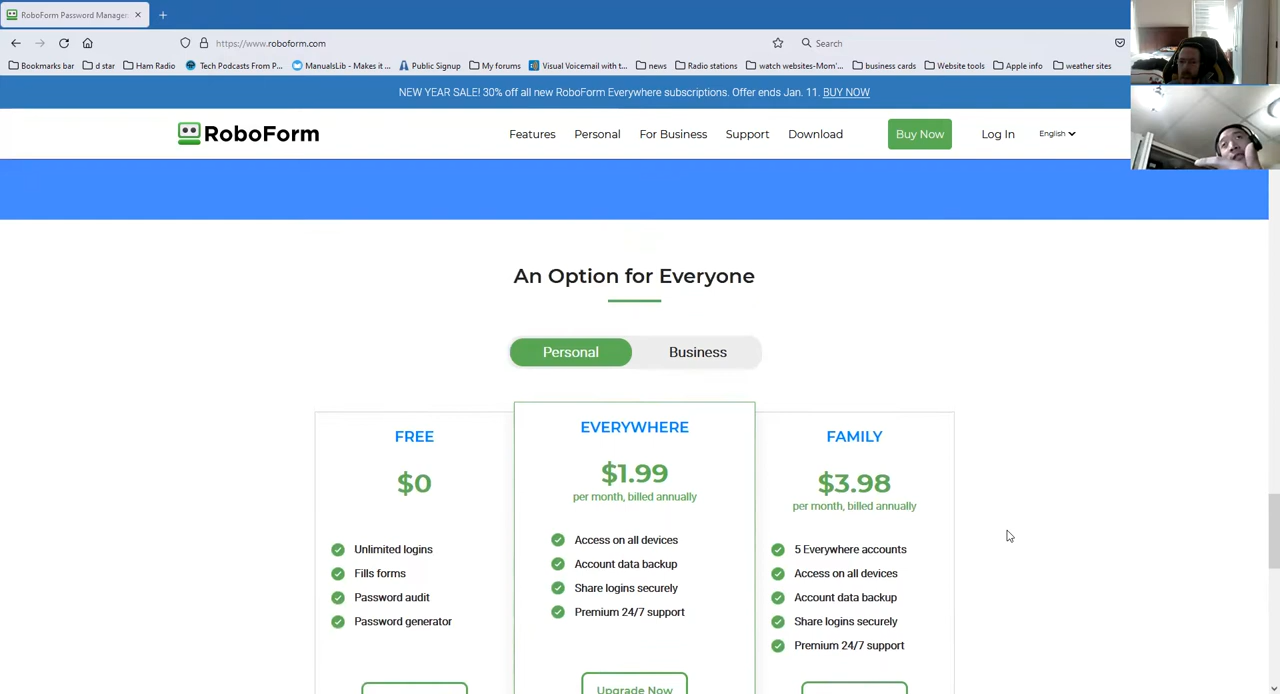 RoboForm Password Manage
https://www.roboform.com
Search
Bookmarks bar
d star
Ham Radio
Tech Podcasts From P...
ManualsLib - Makes it ...
Public Signup
My forums
Visual Voicemail with t...
news
Radio stations
watch websites-Mom'...
business cards
Website tools
Apple info
weather sites
NEW YEAR SALE! 30% off all new RoboForm Everywhere subscriptions. Offer ends Jan. 11. BUY NOW
RoboForm
Features
Personal
For Business
Support
Download
Buy Now
Log In
English
An Option for Everyone
Personal
Business
FREE
$0
Unlimited logins
Fills forms
Password audit
Password generator
EVERYWHERE
$1.99
per month, billed annually
Access on all devices
Account data backup
Share logins securely
Premium 24/7 support
Upgrade Now
FAMILY
$3.98
per month, billed annually
5 Everywhere accounts
Access on all devices
Account data backup
Share logins securely
Premium 24/7 support